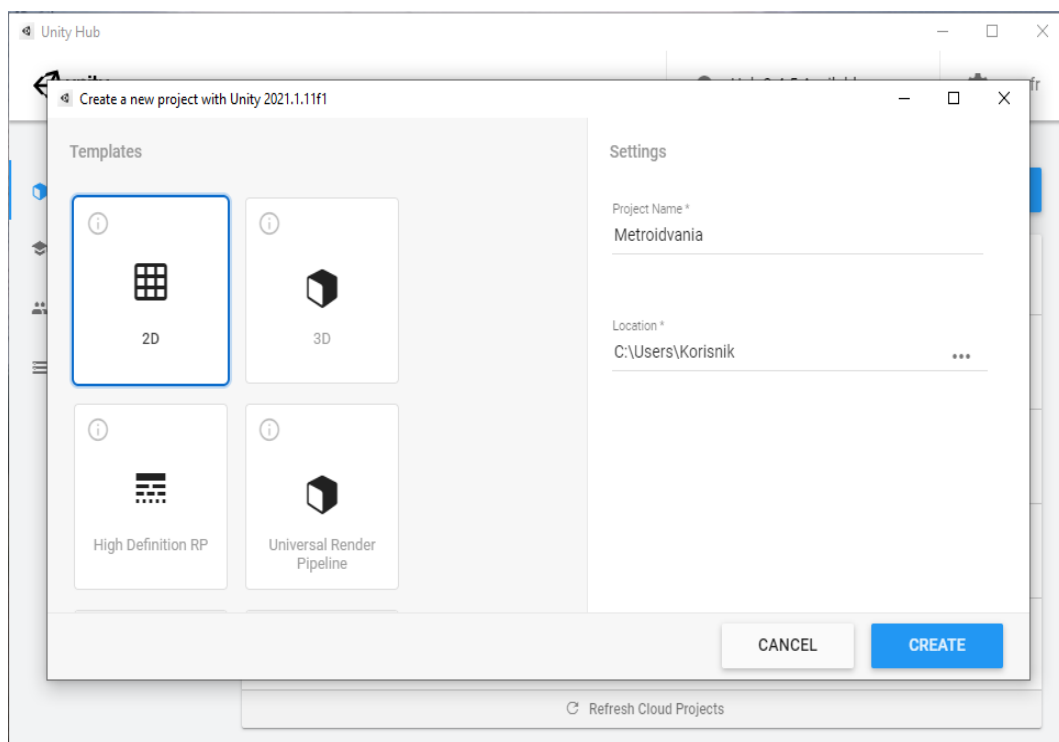 Unity Hub
Create a new project with Unity 2021.1.11f1
Templates
Settings
2D
3D
High Definition RP
Universal Render
Pipeline
Project Name *
Metroidvania
Location *
C:\Users\Korisnik
•••
CANCEL
CREATE
Refresh Cloud Projects